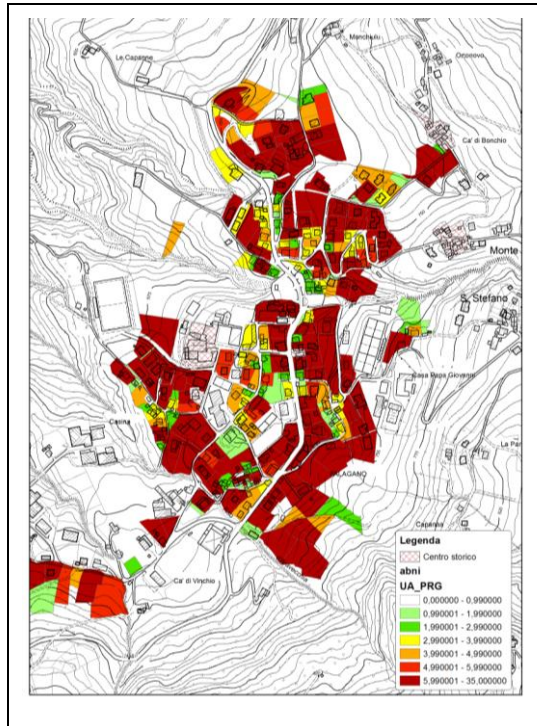 Manchiulu
Le Capanne
Ca' di Bonchio
Monte
S. Stefano
Casa Papa Giovanni
Casina
Capanna
Ca' di Vinchio
Legenda
Centro storico
abni
UA_PRG
0,000000 - 0,990000
0,990001 - 1,990000
1,990001 - 2,990000
2,990001 - 3,990000
3,990001 - 4,990000
4,990001 - 5,990000
5,990001 - 35,000000